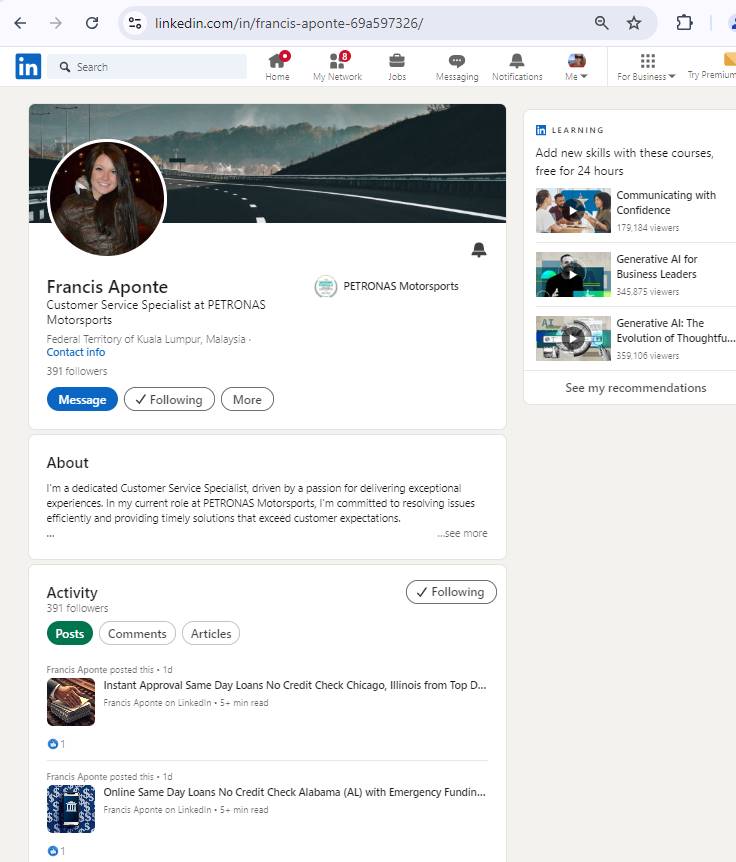 linkedin.com/in/francis-aponte-69a597326/
in
Search
Home
8
My Network
Jobs
Messaging
Notifications
Me
For Business
Try Premium
Francis Aponte
Customer Service Specialist at PETRONAS
Motorsports
PETRONAS Motorsports
Federal Territory of Kuala Lumpur, Malaysia ·
Contact info
391 followers
Message
Following
More
About
I'm a dedicated Customer Service Specialist, driven by a passion for delivering exceptional
experiences. In my current role at PETRONAS Motorsports, I'm committed to resolving issues
efficiently and providing timely solutions that exceed customer expectations.
...
...see more
Activity
391 followers
Following
Posts
Comments
Articles
Francis Aponte posted this • 1d
Instant Approval Same Day Loans No Credit Check Chicago, Illinois from Top D...
Francis Aponte on LinkedIn • 5+ min read
1
Francis Aponte posted this • 1d
Online Same Day Loans No Credit Check Alabama (AL) with Emergency Fundin...
Francis Aponte on LinkedIn • 5+ min read
1
in LEARNING
Add new skills with these courses,
free for 24 hours
Communicating with
Confidence
179,184 viewers
Generative AI for
Business Leaders
345,875 viewers
AI
Generative AI: The
Evolution of Thoughtfu...
359,106 viewers
See my recommendations